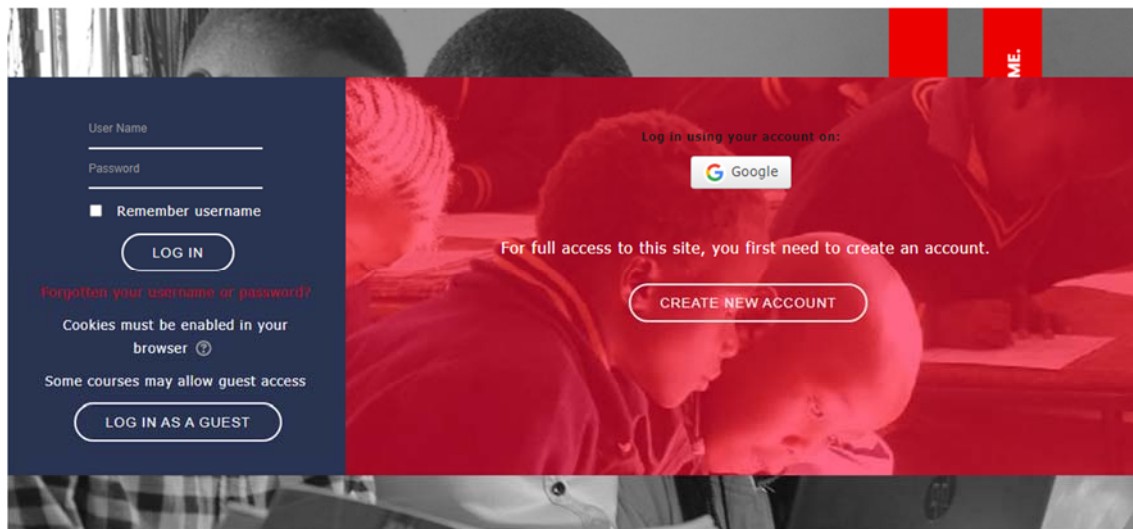 ME.
User Name
Password
Remember username
LOG IN
Forgotten your username or password?
Cookies must be enabled in your
browser
Some courses may allow guest access
LOG IN AS A GUEST
Log in using your account on:
Google
For full access to this site, you first need to create an account.
CREATE NEW ACCOUNT